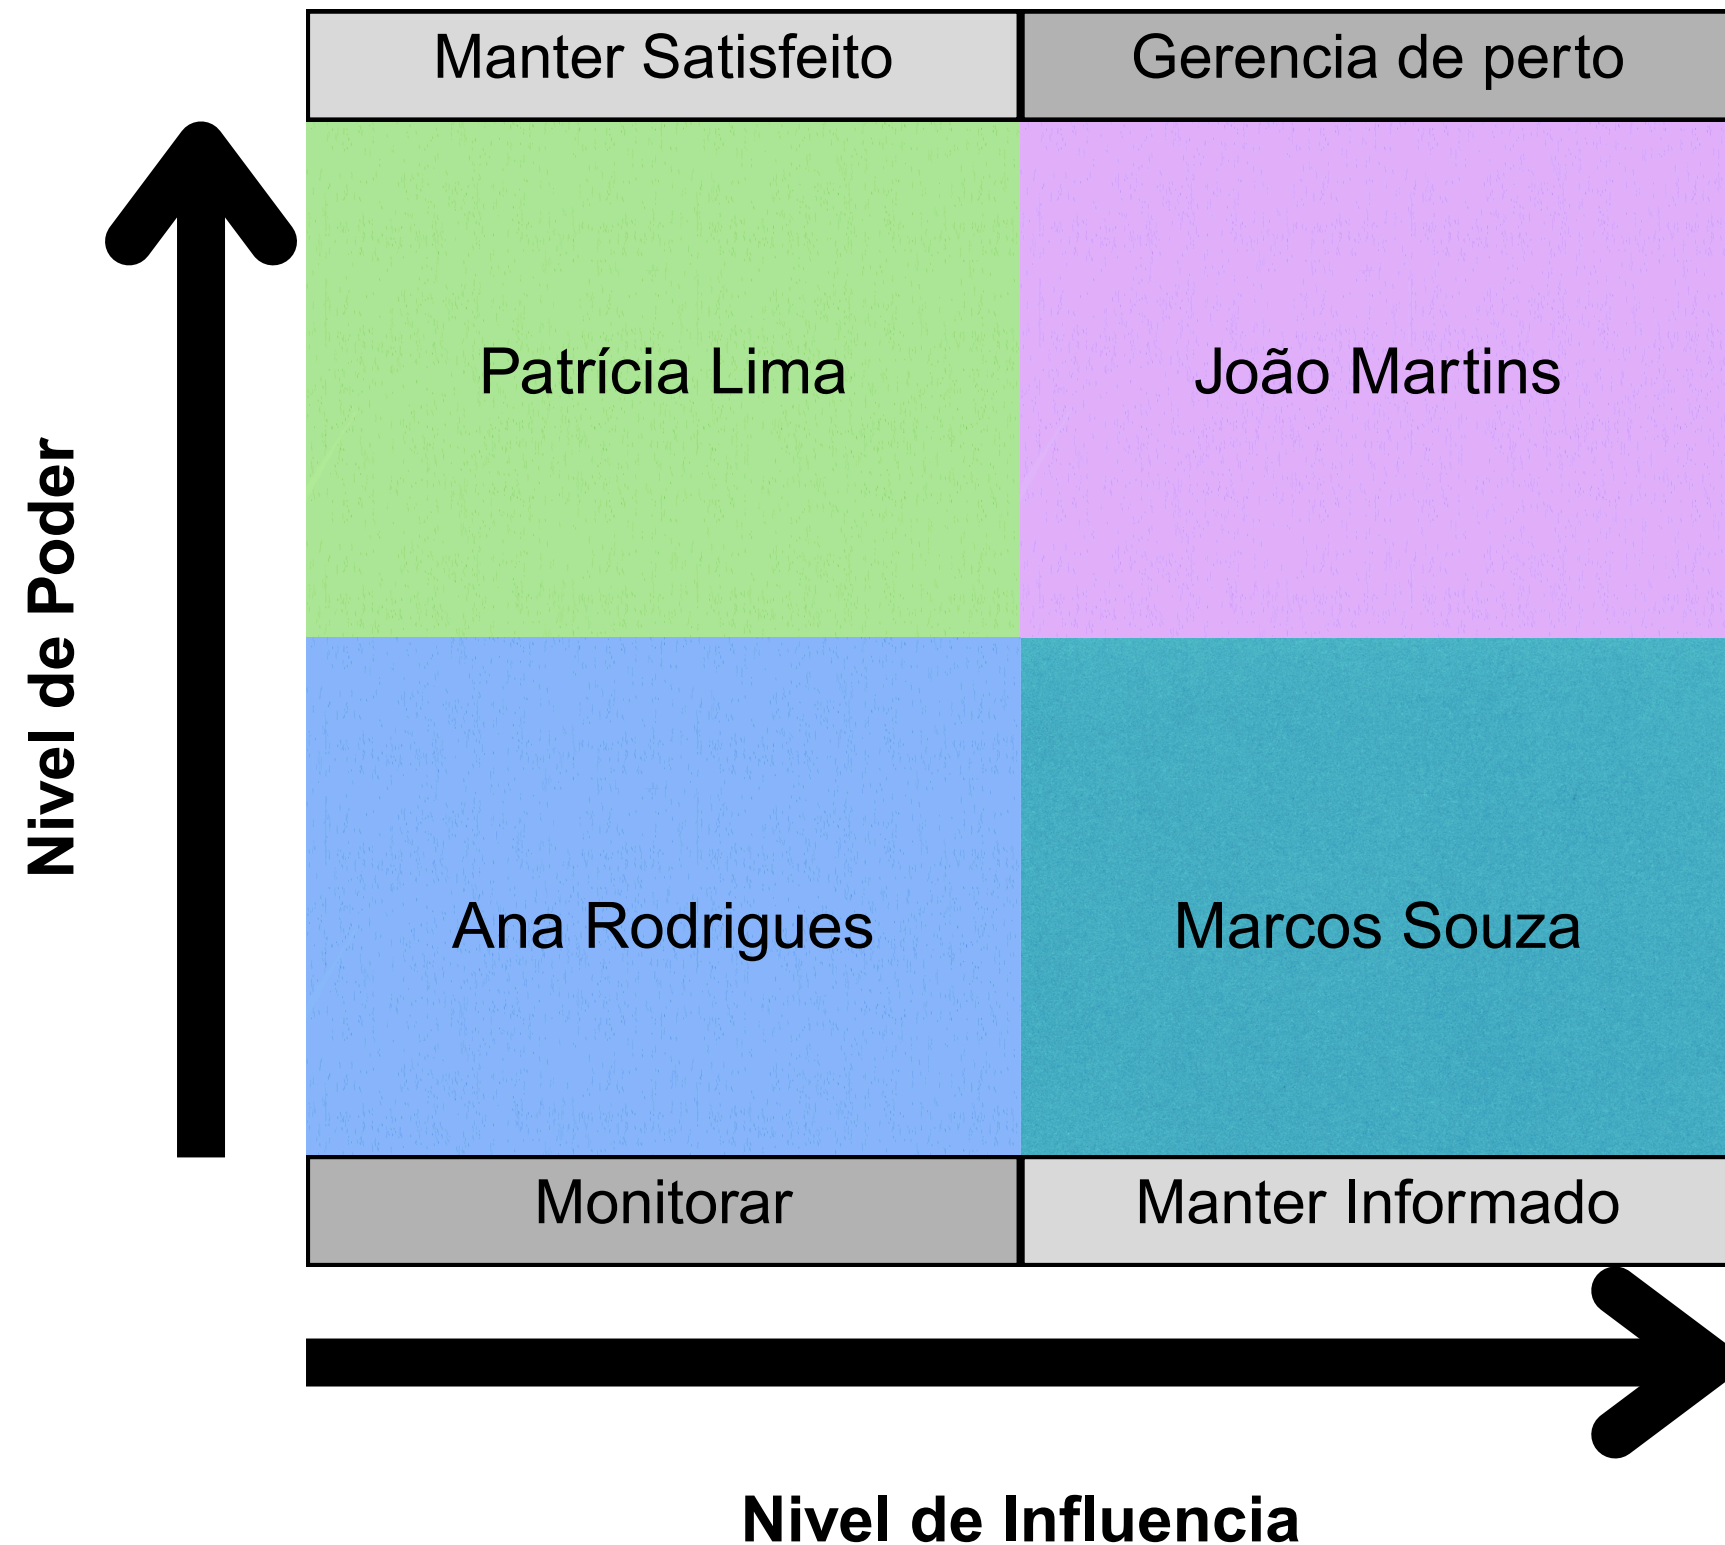 Manter Satisfeito
Gerencia de perto
Nivel de Poder
Patrícia Lima
João Martins
Ana Rodrigues
Marcos Souza
Monitorar
Manter Informado
Nivel de Influencia